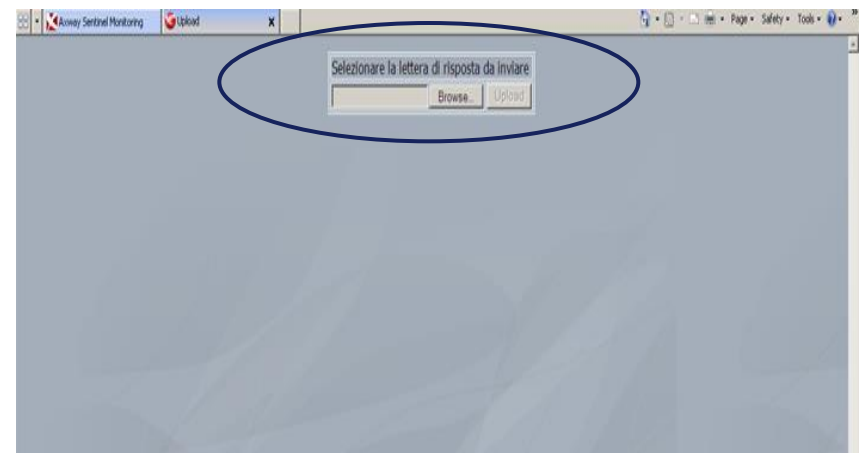 Axway Sentinel Monitoring
Upload
X
Page
Safety
Tools
Selezionare la lettera di risposta da inviare
Browse...
Upload